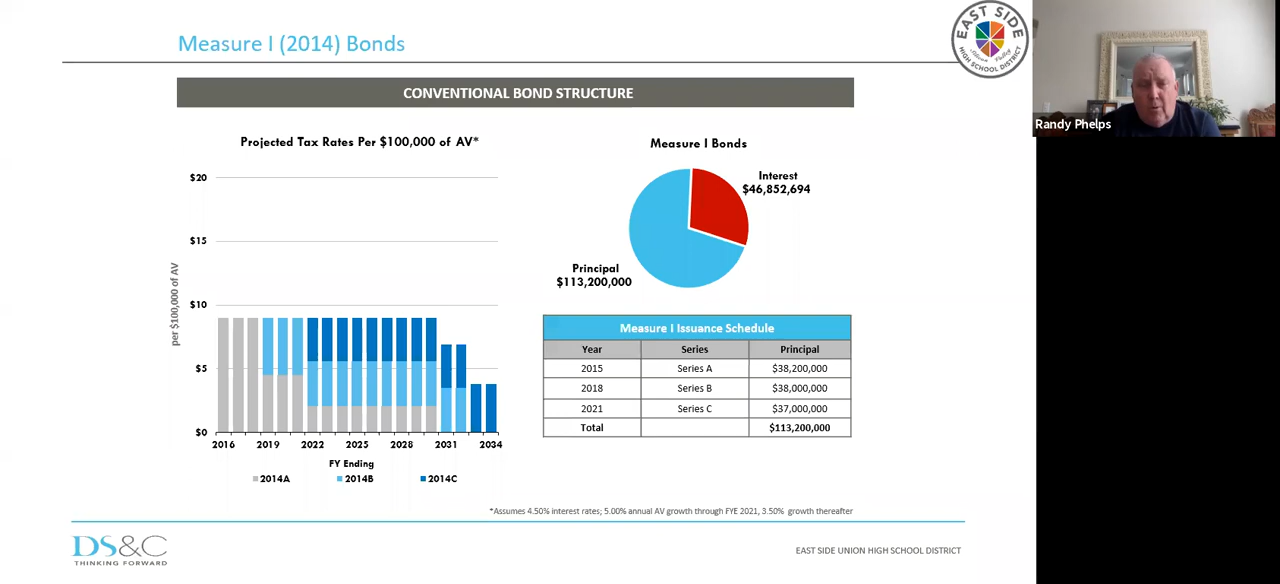 Measure I (2014) Bonds
EAST SIDE
Silicon Valley
HIGH SCHOOL DISTRICT
Randy Phelps
CONVENTIONAL BOND STRUCTURE
Projected Tax Rates Per $100,000 of AV*
per $100,000 of AV
$20
$15
$10
$5
$0
2016 2019 2022 2025 2028 2031 2034
FY Ending
2014A 2014B 2014C
Measure I Bonds
Interest
$46,852,694
Principal
$113,200,000
Measure I Issuance Schedule
Year Series Principal
2015 Series A $38,200,000
2018 Series B $38,000,000
2021 Series C $37,000,000
Total $113,200,000
*Assumes 4.50% interest rates; 5.00% annual AV growth through FYE 2021, 3.50% growth thereafter
DS&C
THINKING FORWARD
EAST SIDE UNION HIGH SCHOOL DISTRICT